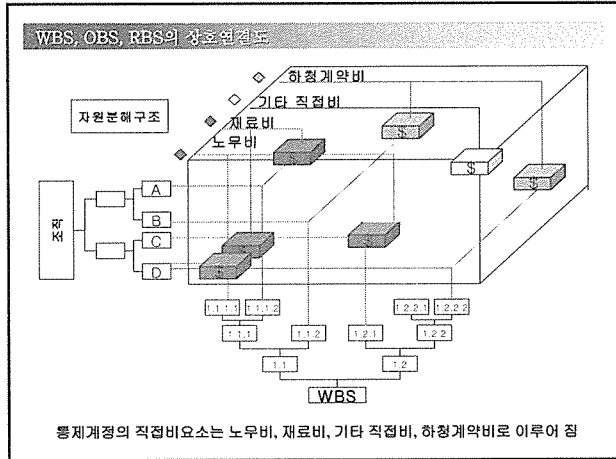 WBS, OBS, RBS의 상호연결도
하청계약비
기타 직접비
자원분해구조
재료비
노무비
$
$
$
$
조직
A
B
C
D
$
$
$
1.1.1.1
1.1.1.2
1.2.2.1
1.2.2.2
1.1.1
1.1.2
1.2.1
1.2.2
1.1
1.2
WBS
통제계정의 직접비요소는 노무비, 재료비, 기타 직접비, 하청계약비로 이루어 짐